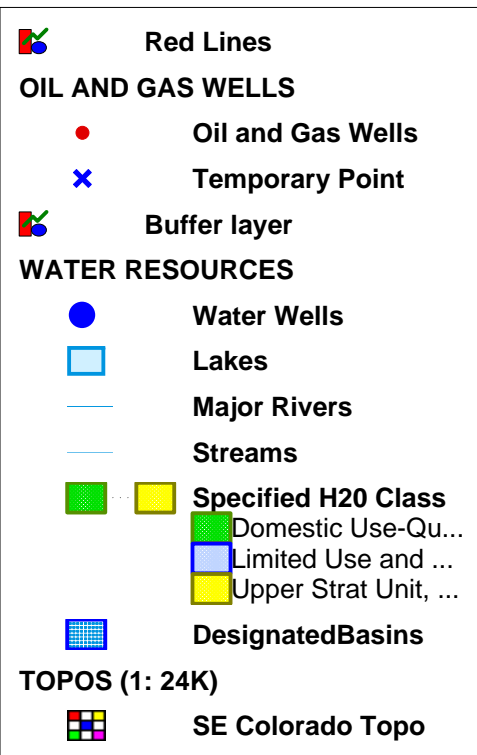 Red Lines
OIL AND GAS WELLS
Oil and Gas Wells
Temporary Point
Buffer layer
WATER RESOURCES
Water Wells
Lakes
Major Rivers
Streams
Specified H20 Class
Domestic Use-Qu...
Limited Use and ...
Upper Strat Unit, ...
DesignatedBasins
TOPOS (1: 24K)
SE Colorado Topo